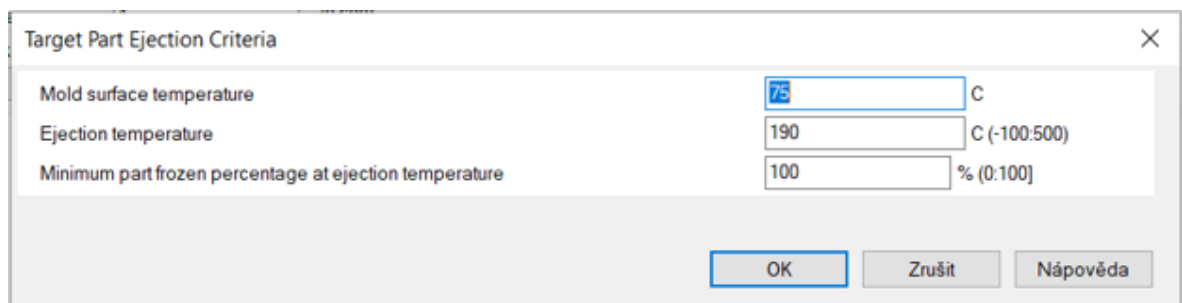 Target Part Ejection Criteria
Mold surface temperature 75 C
Ejection temperature 190 C (-100:500)
Minimum part frozen percentage at ejection temperature 100 % (0:100]
OK Zrušit Nápověda